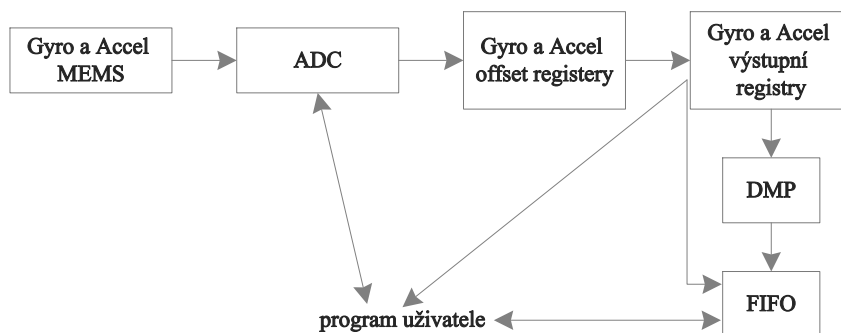 Gyro a Accel
MEMS
ADC
Gyro a Accel
offset registery
Gyro a Accel
výstupní
registry
DMP
FIFO
program uživatele